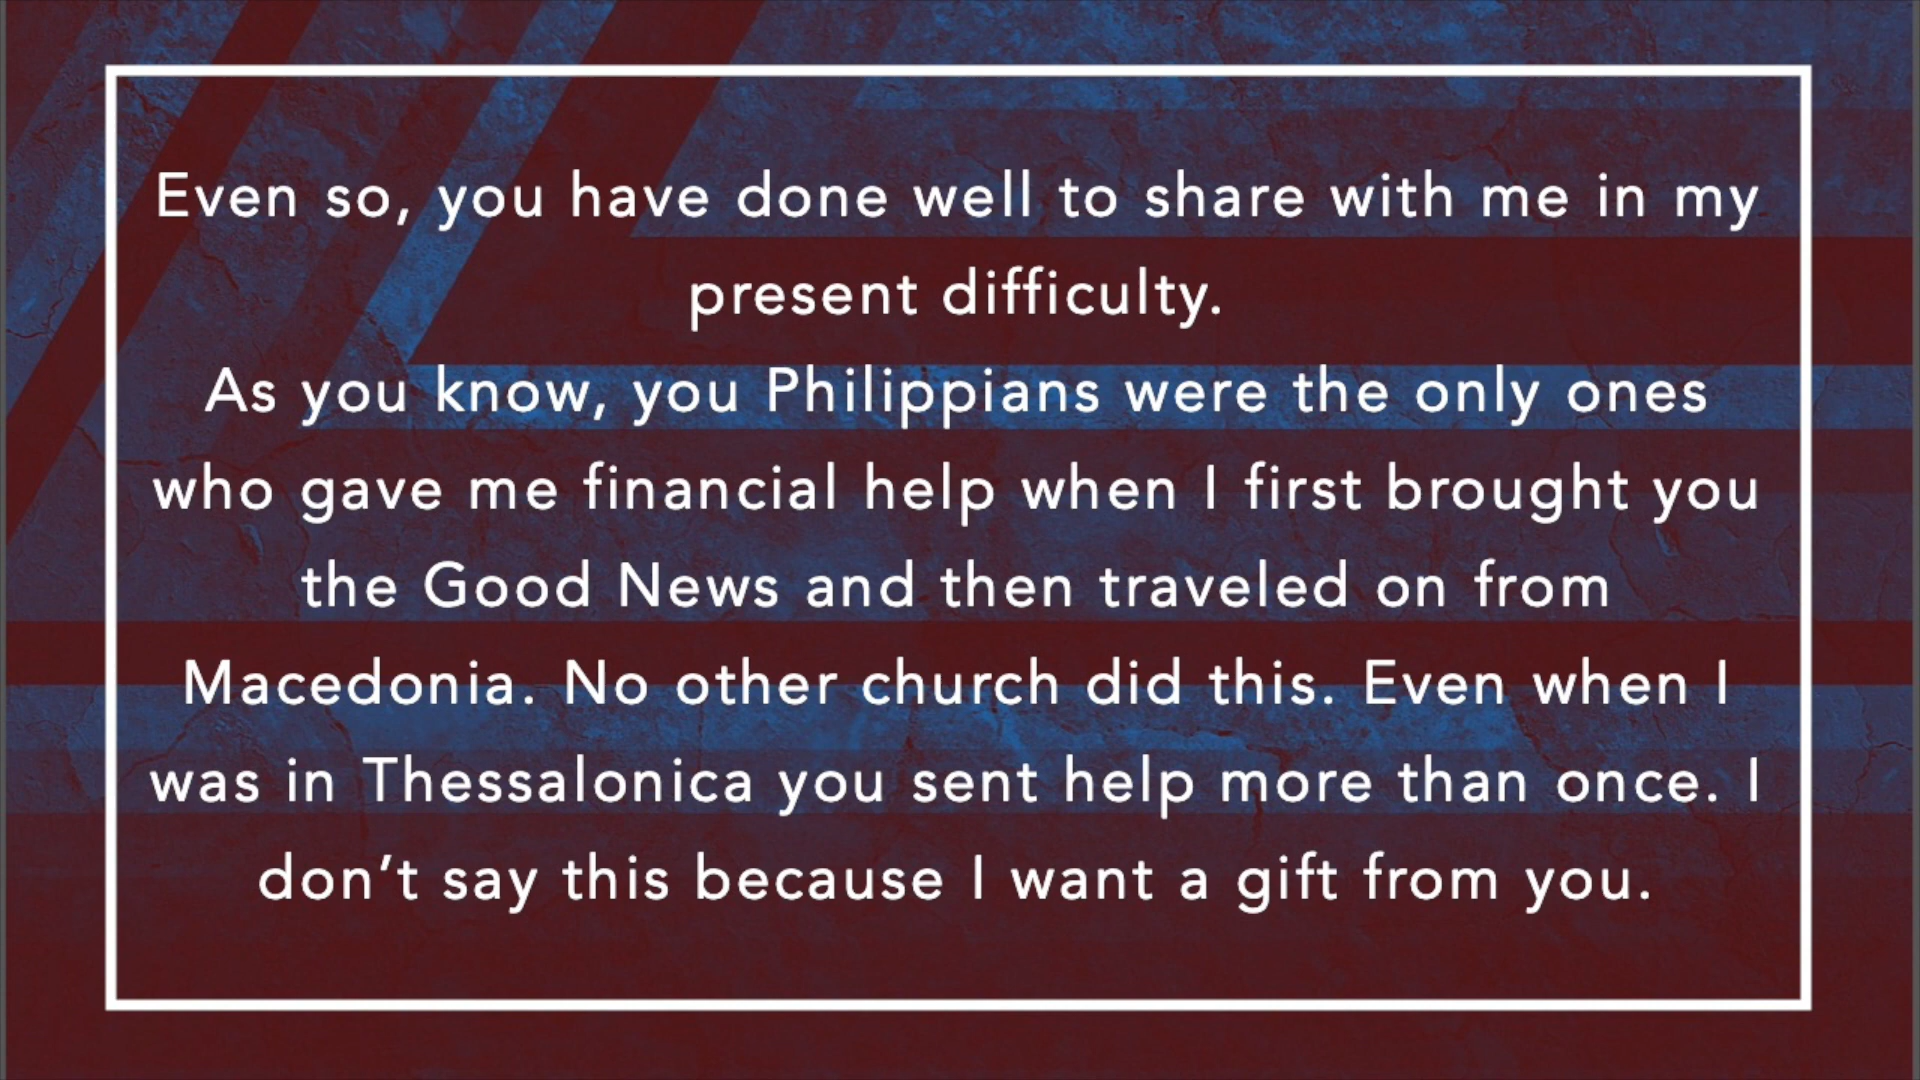 Even so, you have done well to share with me in my
present difficulty.
As you know, you Philippians were the only ones
who gave me financial help when I first brought you
the Good News and then traveled on from
Macedonia. No other church did this. Even when I
was in Thessalonica you sent help more than once. I
don’t say this because I want a gift from you.